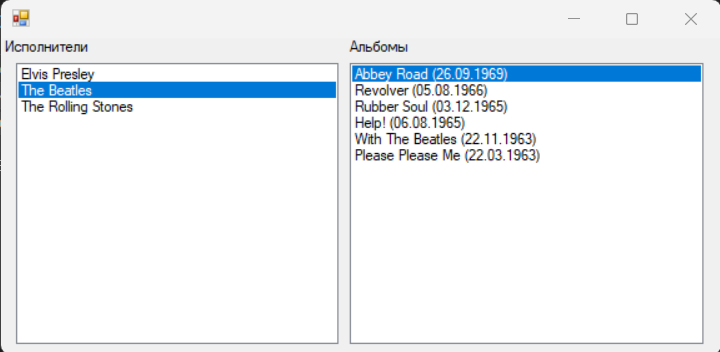 Исполнители
Elvis Presley
The Beatles
The Rolling Stones
Альбомы
Abbey Road (26.09.1969)
Revolver (05.08.1966)
Rubber Soul (03.12.1965)
Help! (06.08.1965)
With The Beatles (22.11.1963)
Please Please Me (22.03.1963)